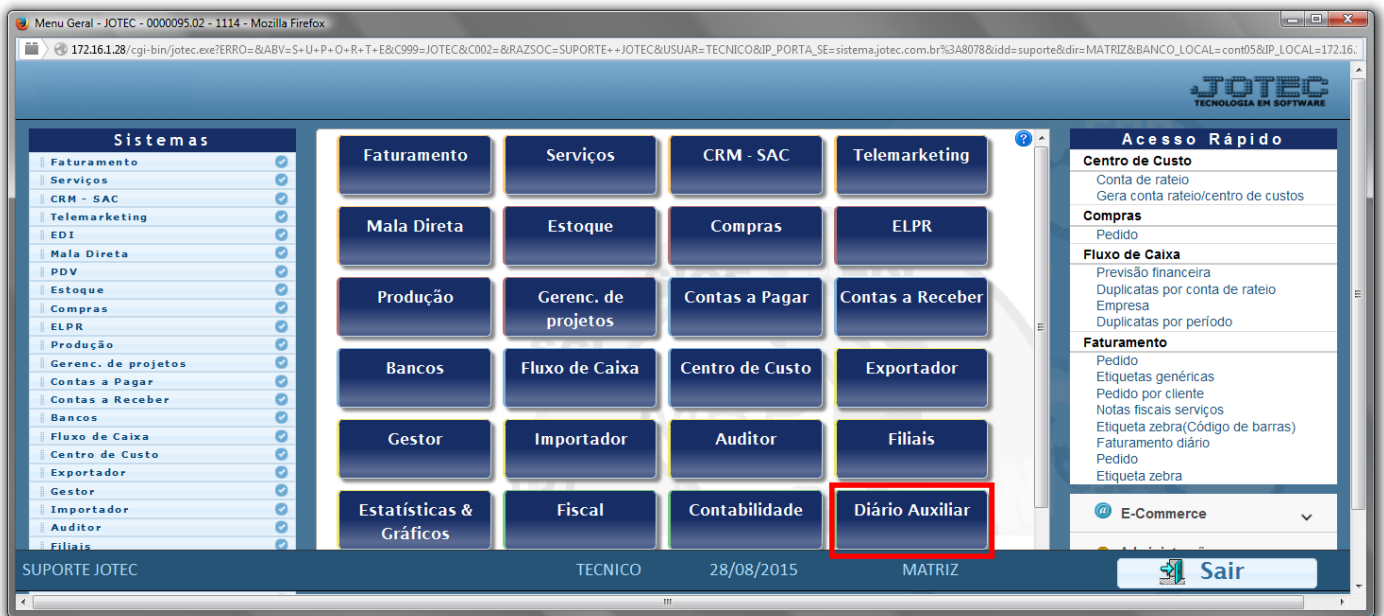 Menu Geral - JOTEC - 0000095.02 - 1114 - Mozilla Firefox
172.16.1.28/cgi-bin/jotec.exe?ERRO=&ABV=S+U+P+O+R+T+E&C999=JOTEC&C002=&RAZSOC=SUPORTE++JOTEC&USUAR=TECNICO&IP_PORTA_SE=sistema.jotec.com.br%3A8078&idd=suporte&dir=MATRIZ&BANCO_LOCAL=cont05&IP_LOCAL=172.16.
JOTEC
TECNOLOGIA EM SOFTWARE
Sistemas
Faturamento
Serviços
CRM - SAC
Telemarketing
EDI
Mala Direta
PDV
Estoque
Compras
ELPR
Produção
Gerenc. de projetos
Contas a Pagar
Contas a Receber
Bancos
Fluxo de Caixa
Centro de Custo
Exportador
Gestor
Importador
Auditor
Filiais
Faturamento
Serviços
CRM - SAC
Telemarketing
Mala Direta
Estoque
Compras
ELPR
Produção
Gerenc. de
projetos
Contas a Pagar
Contas a Receber
Bancos
Fluxo de Caixa
Centro de Custo
Exportador
Gestor
Importador
Auditor
Filiais
Estatísticas &
Gráficos
Fiscal
Contabilidade
Diário Auxiliar
Acesso Rápido
Centro de Custo
Conta de rateio
Gera conta rateio/centro de custos
Compras
Pedido
Fluxo de Caixa
Previsão financeira
Duplicatas por conta de rateio
Empresa
Duplicatas por período
Faturamento
Pedido
Etiquetas genéricas
Pedido por cliente
Notas fiscais serviços
Etiqueta zebra(Código de barras)
Faturamento diário
Pedido
Etiqueta zebra
E-Commerce
SUPORTE JOTEC
TECNICO
28/08/2015
MATRIZ
Sair